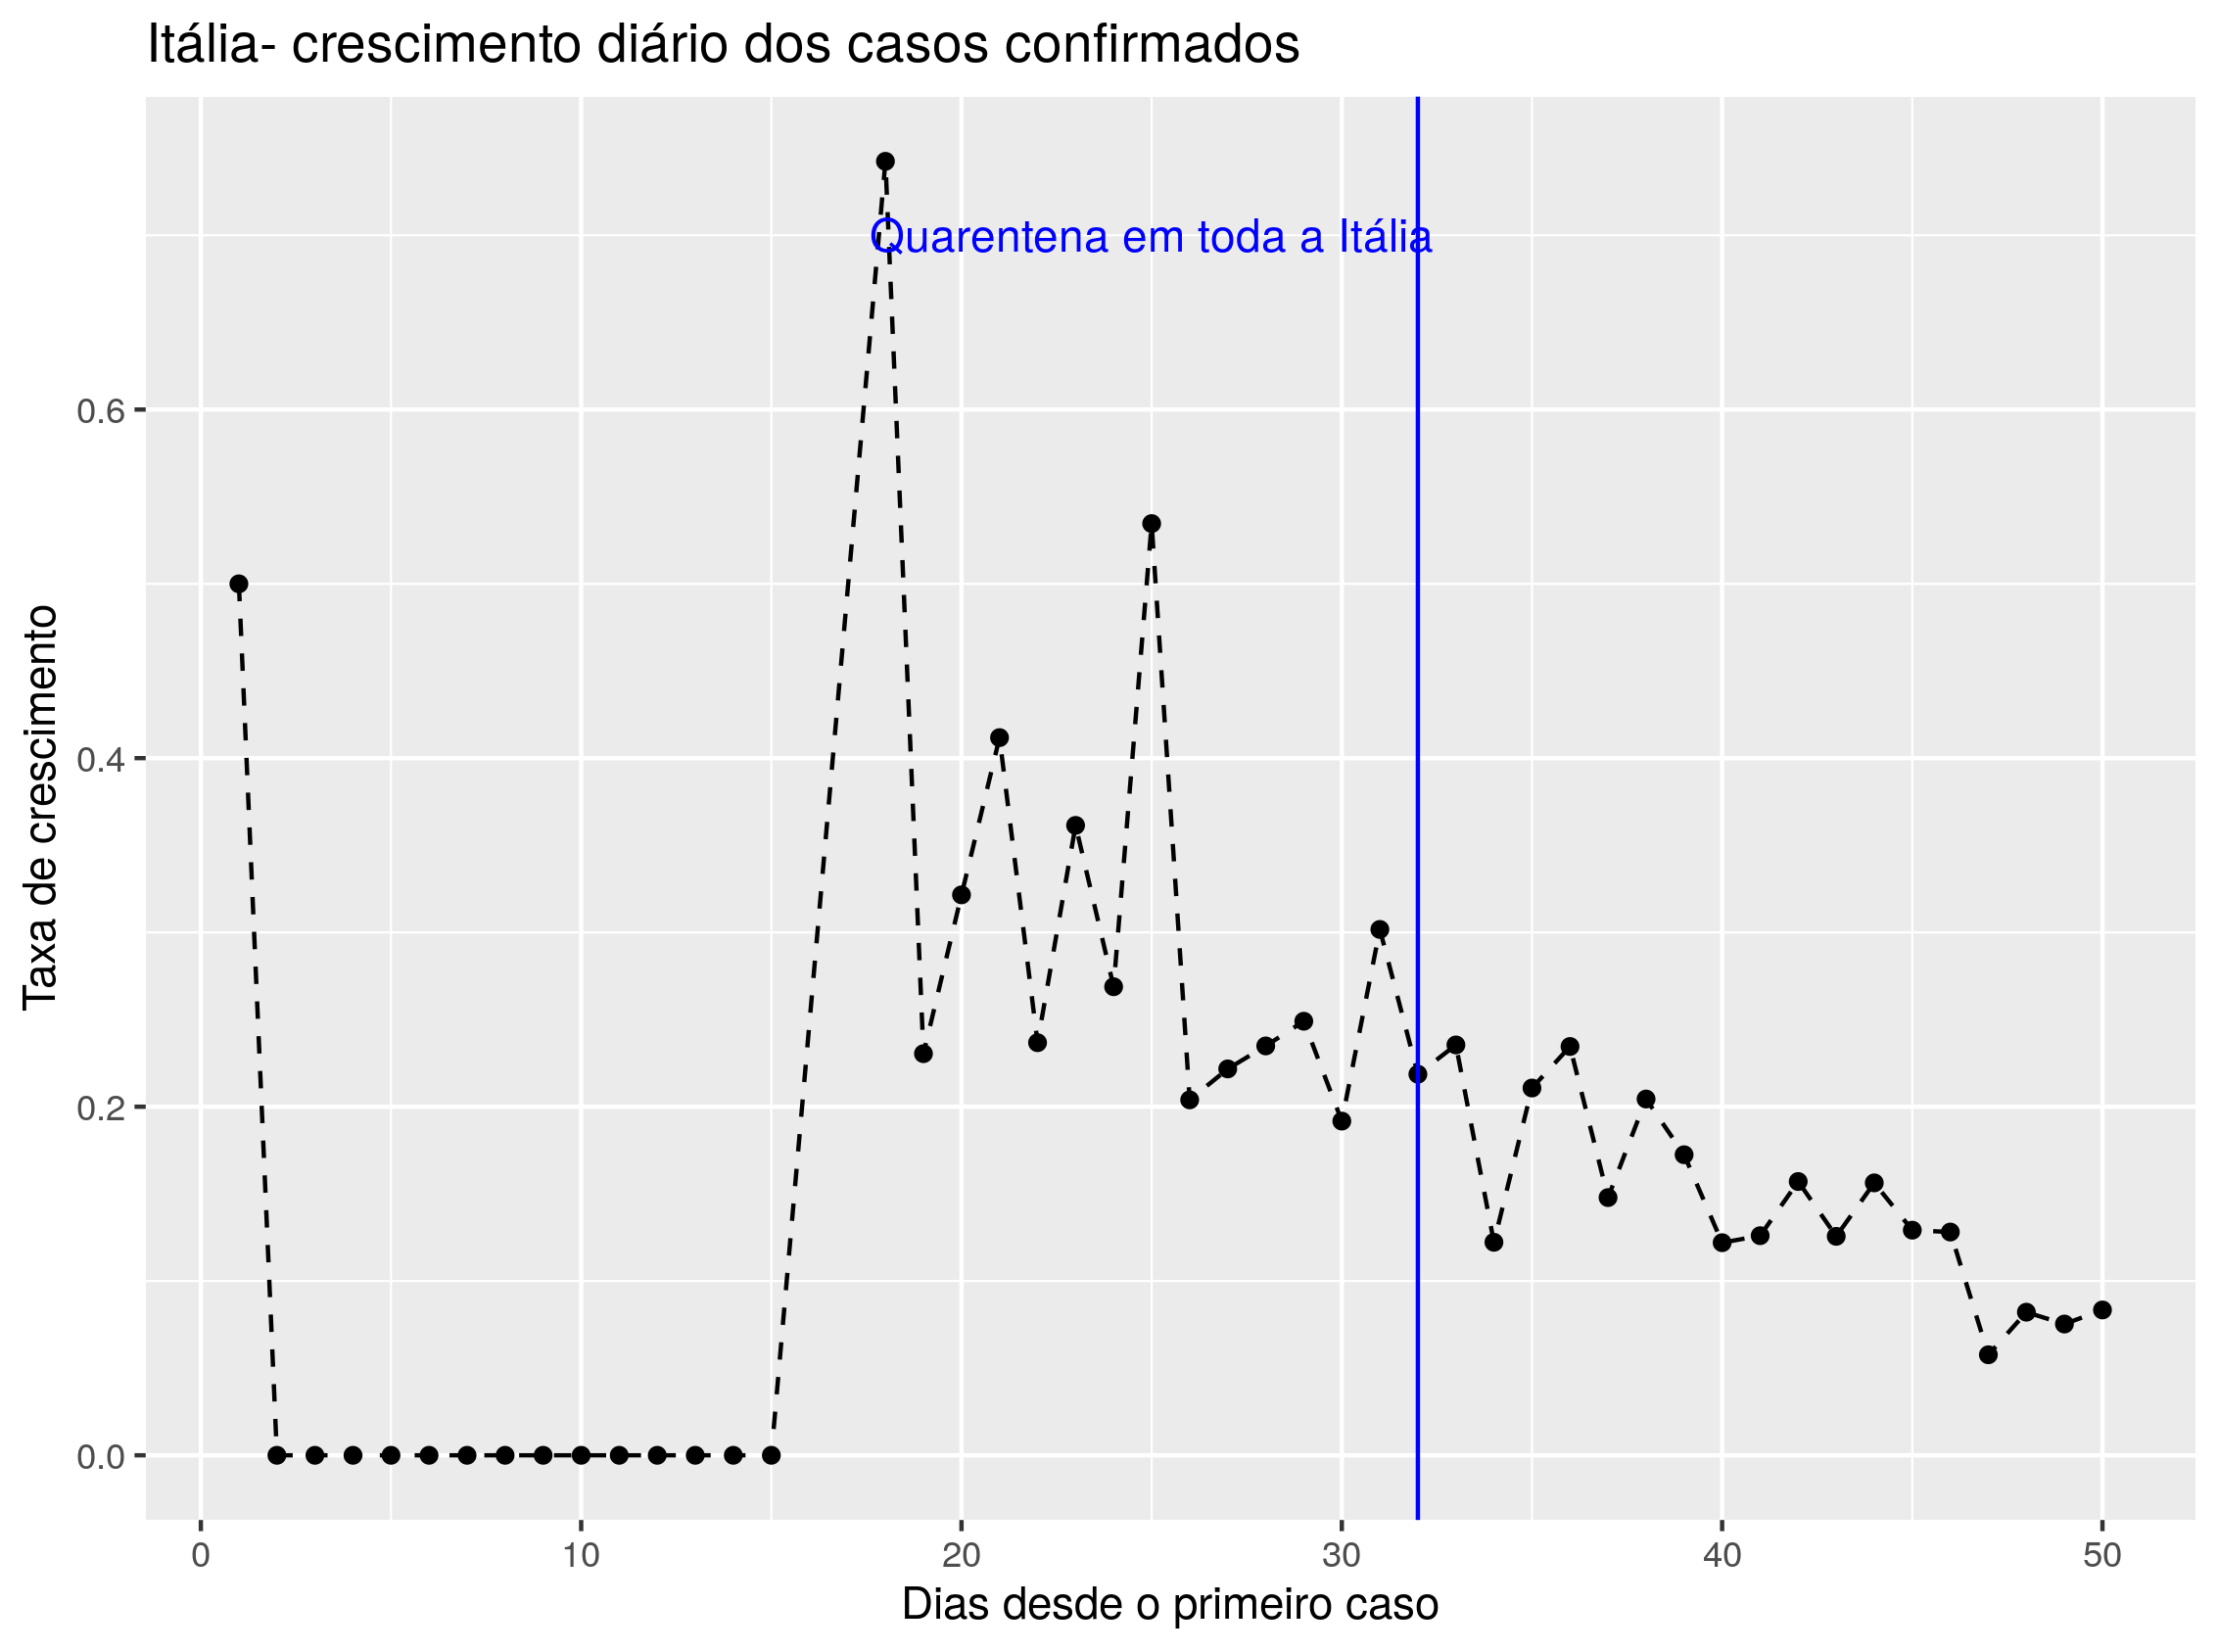 Itália- crescimento diário dos casos confirmados
Quarentena em toda a Itália
Taxa de crescimento
0.6
0.4
0.2
0.0
0 10 20 30 40 50
Dias desde o primeiro caso